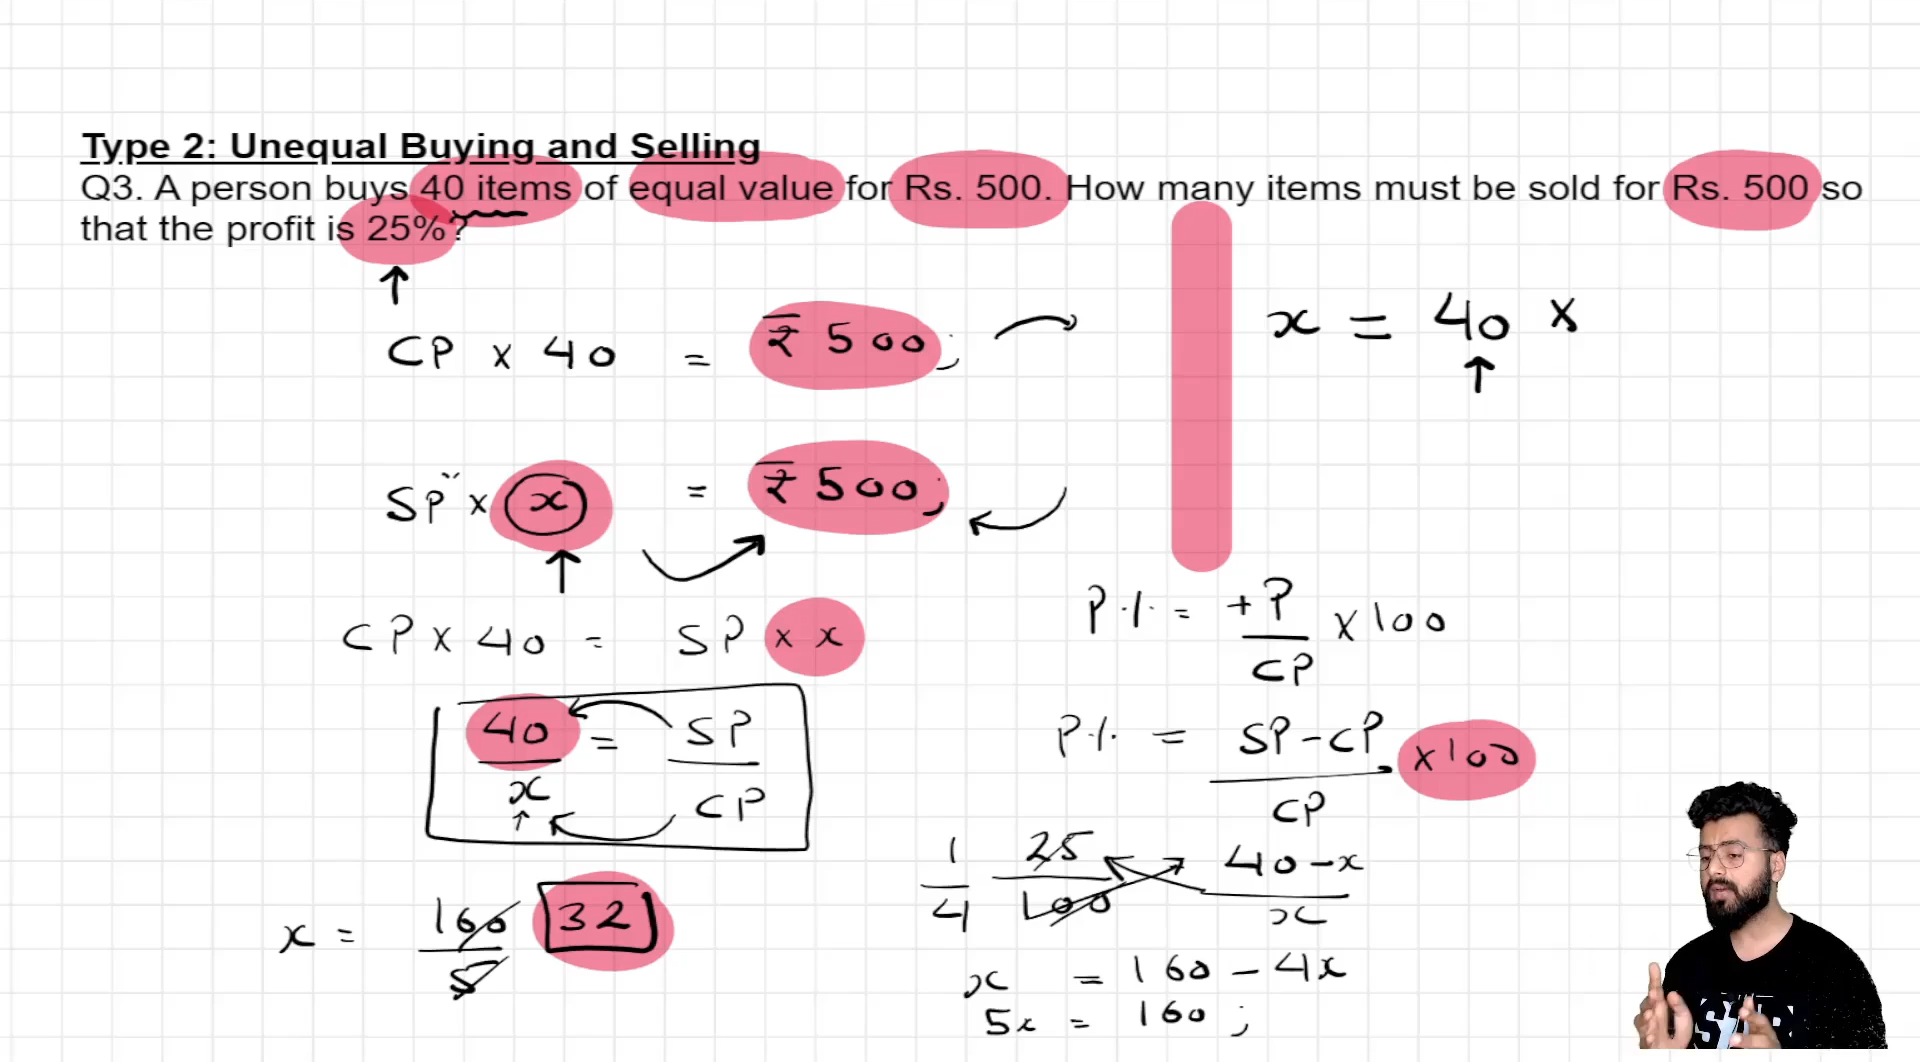 Type 2: Unequal Buying and Selling
Q3. A person buys 40 items of equal value for Rs. 500. How many items must be sold for Rs. 500 so
that the profit is 25%?
CP × 40 = ₹ 500;
x = 40 ×
SP × x = ₹ 500;
CP × 40 = SP × x
40/x = SP/CP
x = 160/5 32
P% = +P/CP × 100
P% = SP-CP/CP × 100
1/4 25/100 40-x/x
x = 160 - 4x
5x = 160;